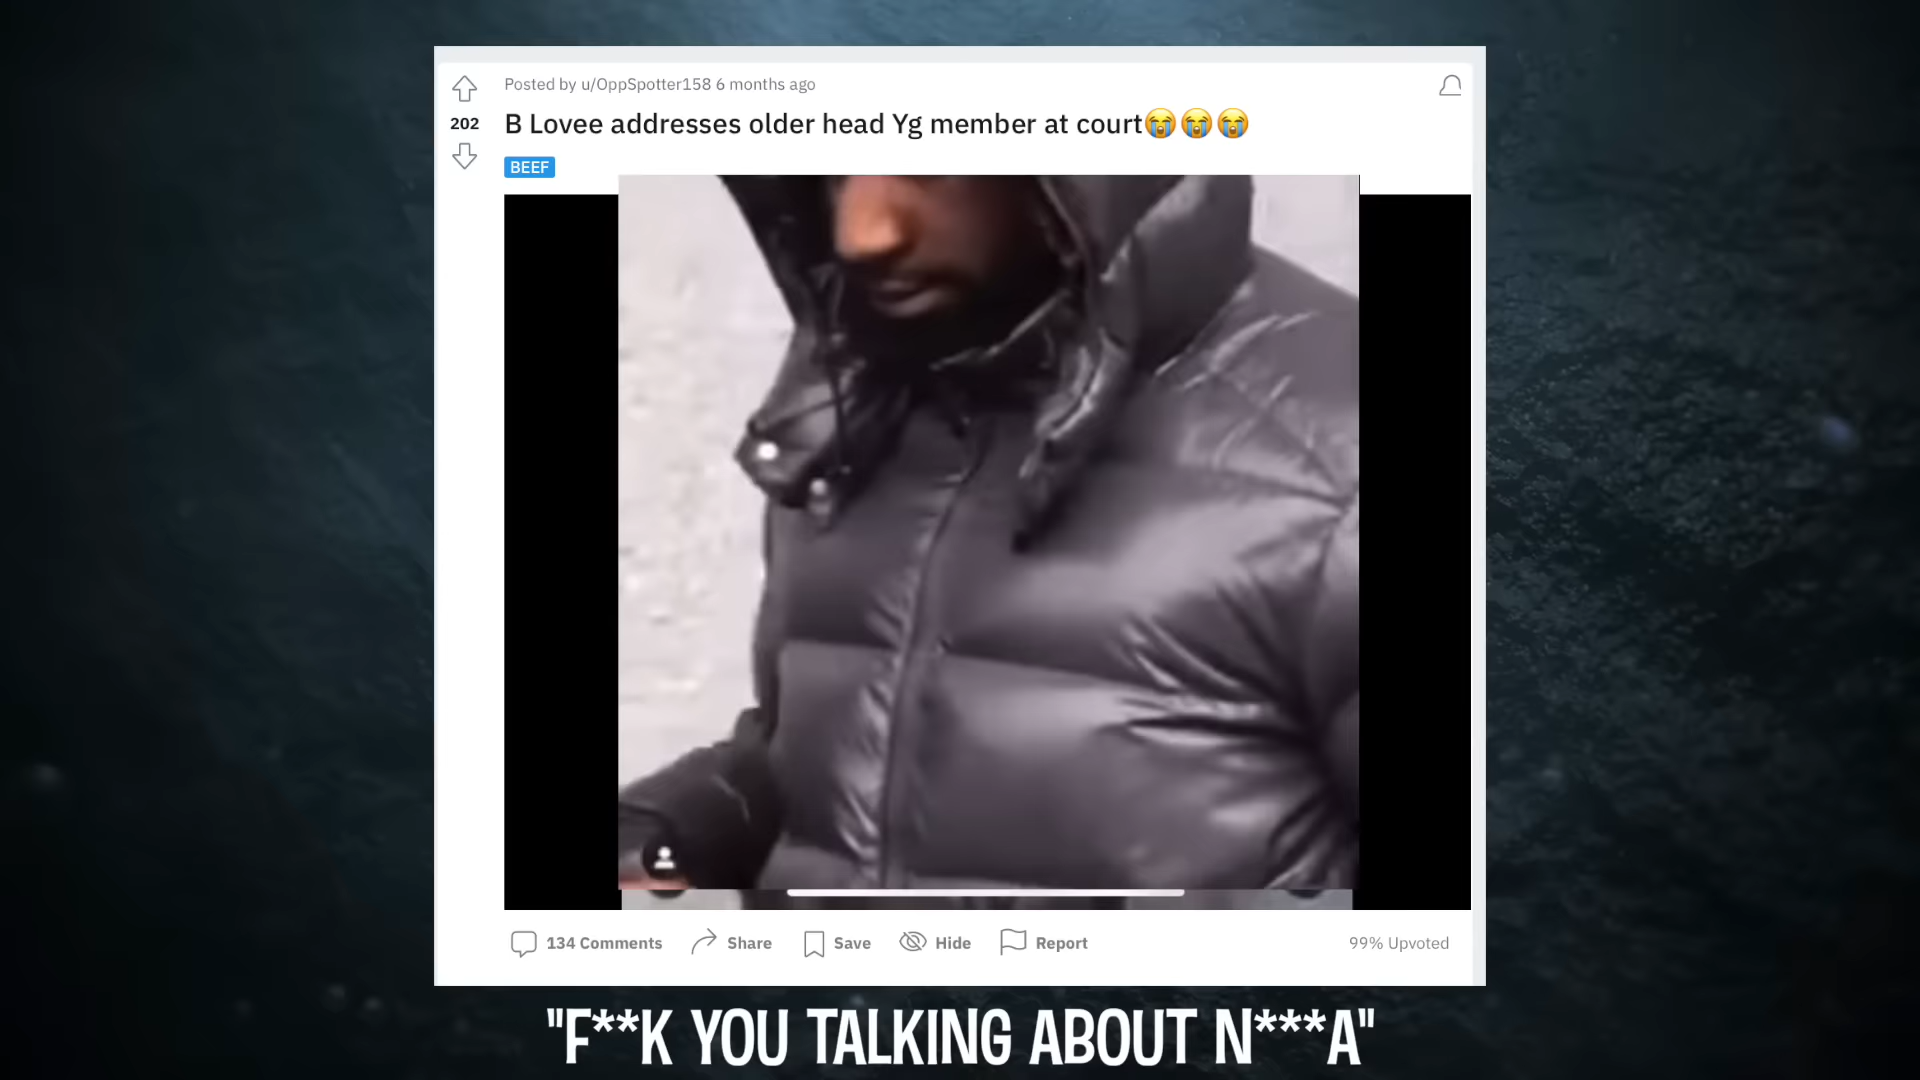 Posted by u/OppSpotter158 6 months ago
202
B Lovee addresses older head Yg member at court😭😭😭
BEEF
134 Comments Share Save Hide Report 99% Upvoted
"F**K YOU TALKING ABOUT N***A"